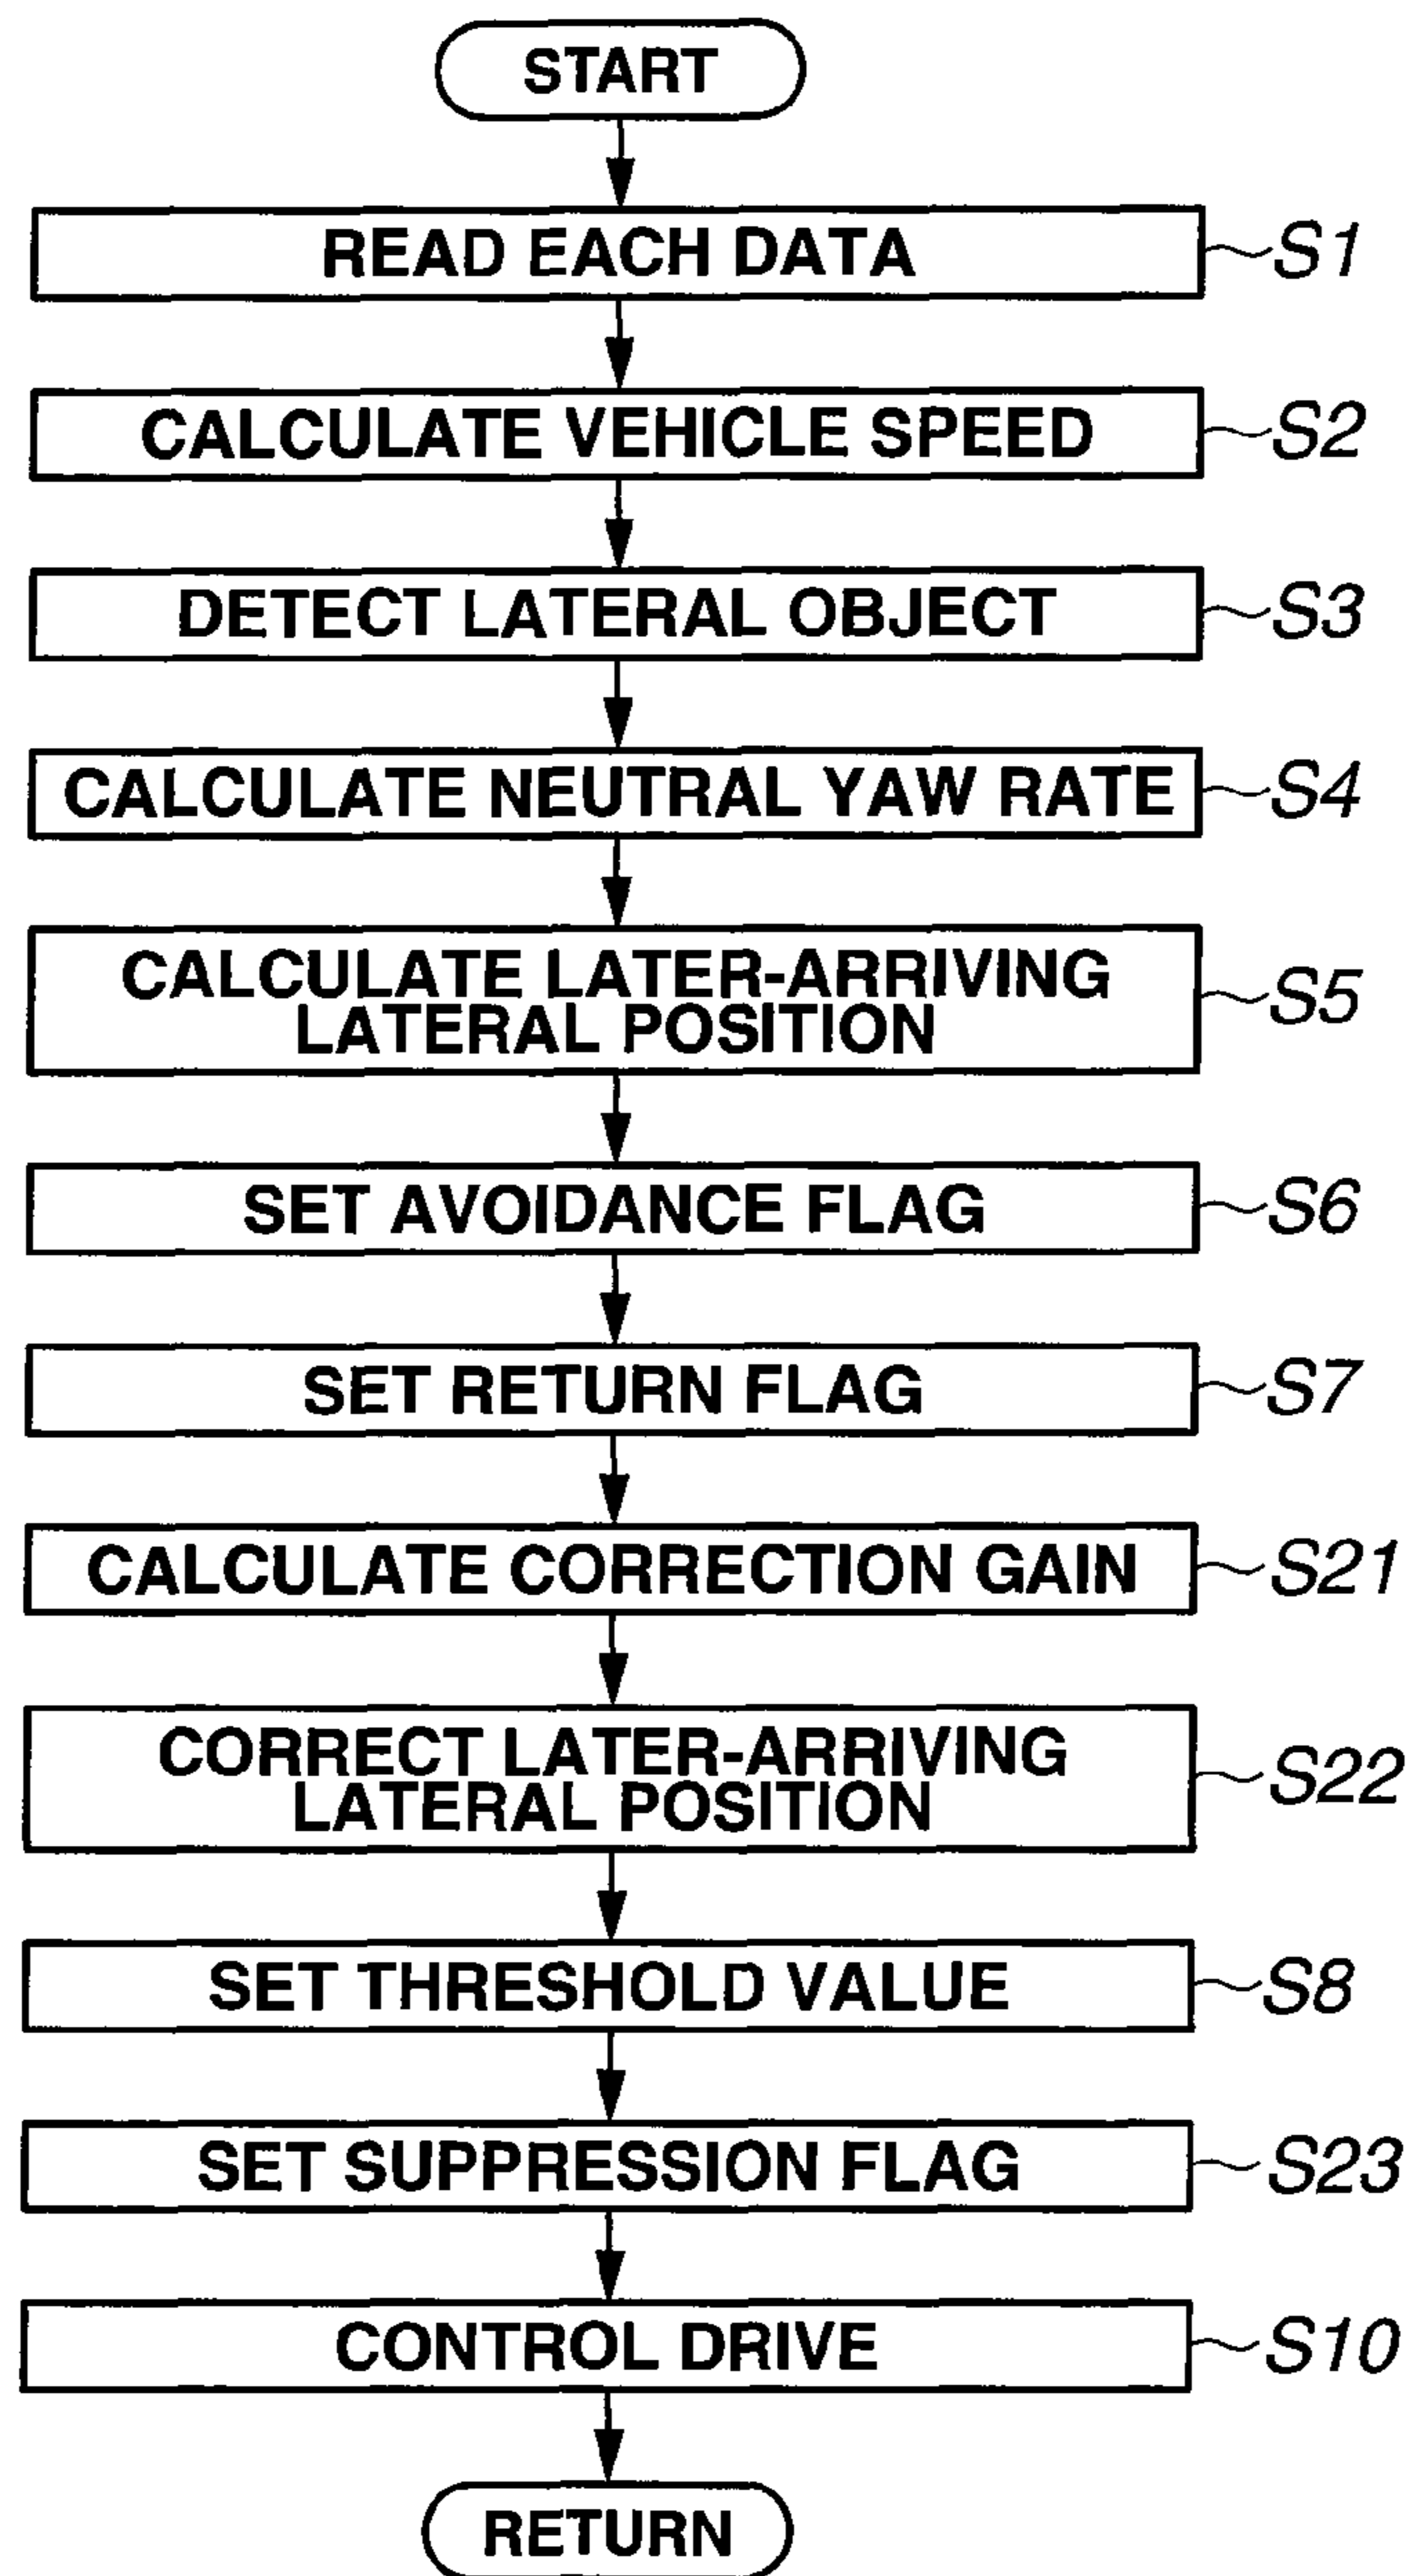 START
READ EACH DATA S1
CALCULATE VEHICLE SPEED S2
DETECT LATERAL OBJECT S3
CALCULATE NEUTRAL YAW RATE S4
CALCULATE LATER-ARRIVING
LATERAL POSITION S5
SET AVOIDANCE FLAG S6
SET RETURN FLAG S7
CALCULATE CORRECTION GAIN S21
CORRECT LATER-ARRIVING
LATERAL POSITION S22
SET THRESHOLD VALUE S8
SET SUPPRESSION FLAG S23
CONTROL DRIVE S10
RETURN